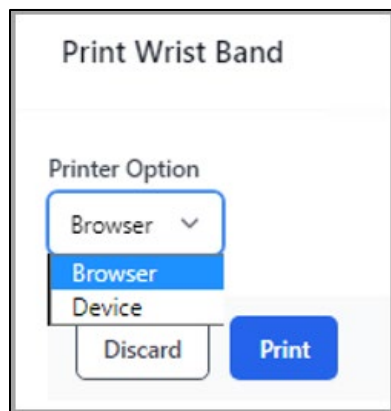 Print Wrist Band
Printer Option
Browser
Browser
Device
Discard Print